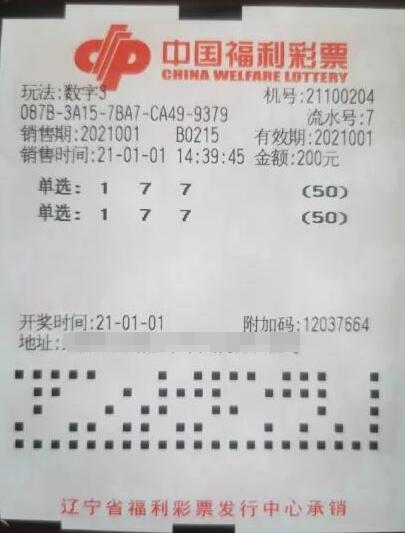 中国福利彩票
CHINA WELFARE LOTTERY
玩法:数字3 机号:21100204
087B-3A15-7BA7-CA49-9379 流水号:7
销售期:2021001 B0215 有效期:2021001
销售时间:21-01-01 14:39:45 金额:200元
单选: 1 7 7 (50)
单选: 1 7 7 (50)
开奖时间:21-01-01 附加码:12037664
地址:
辽宁省福利彩票发行中心承销